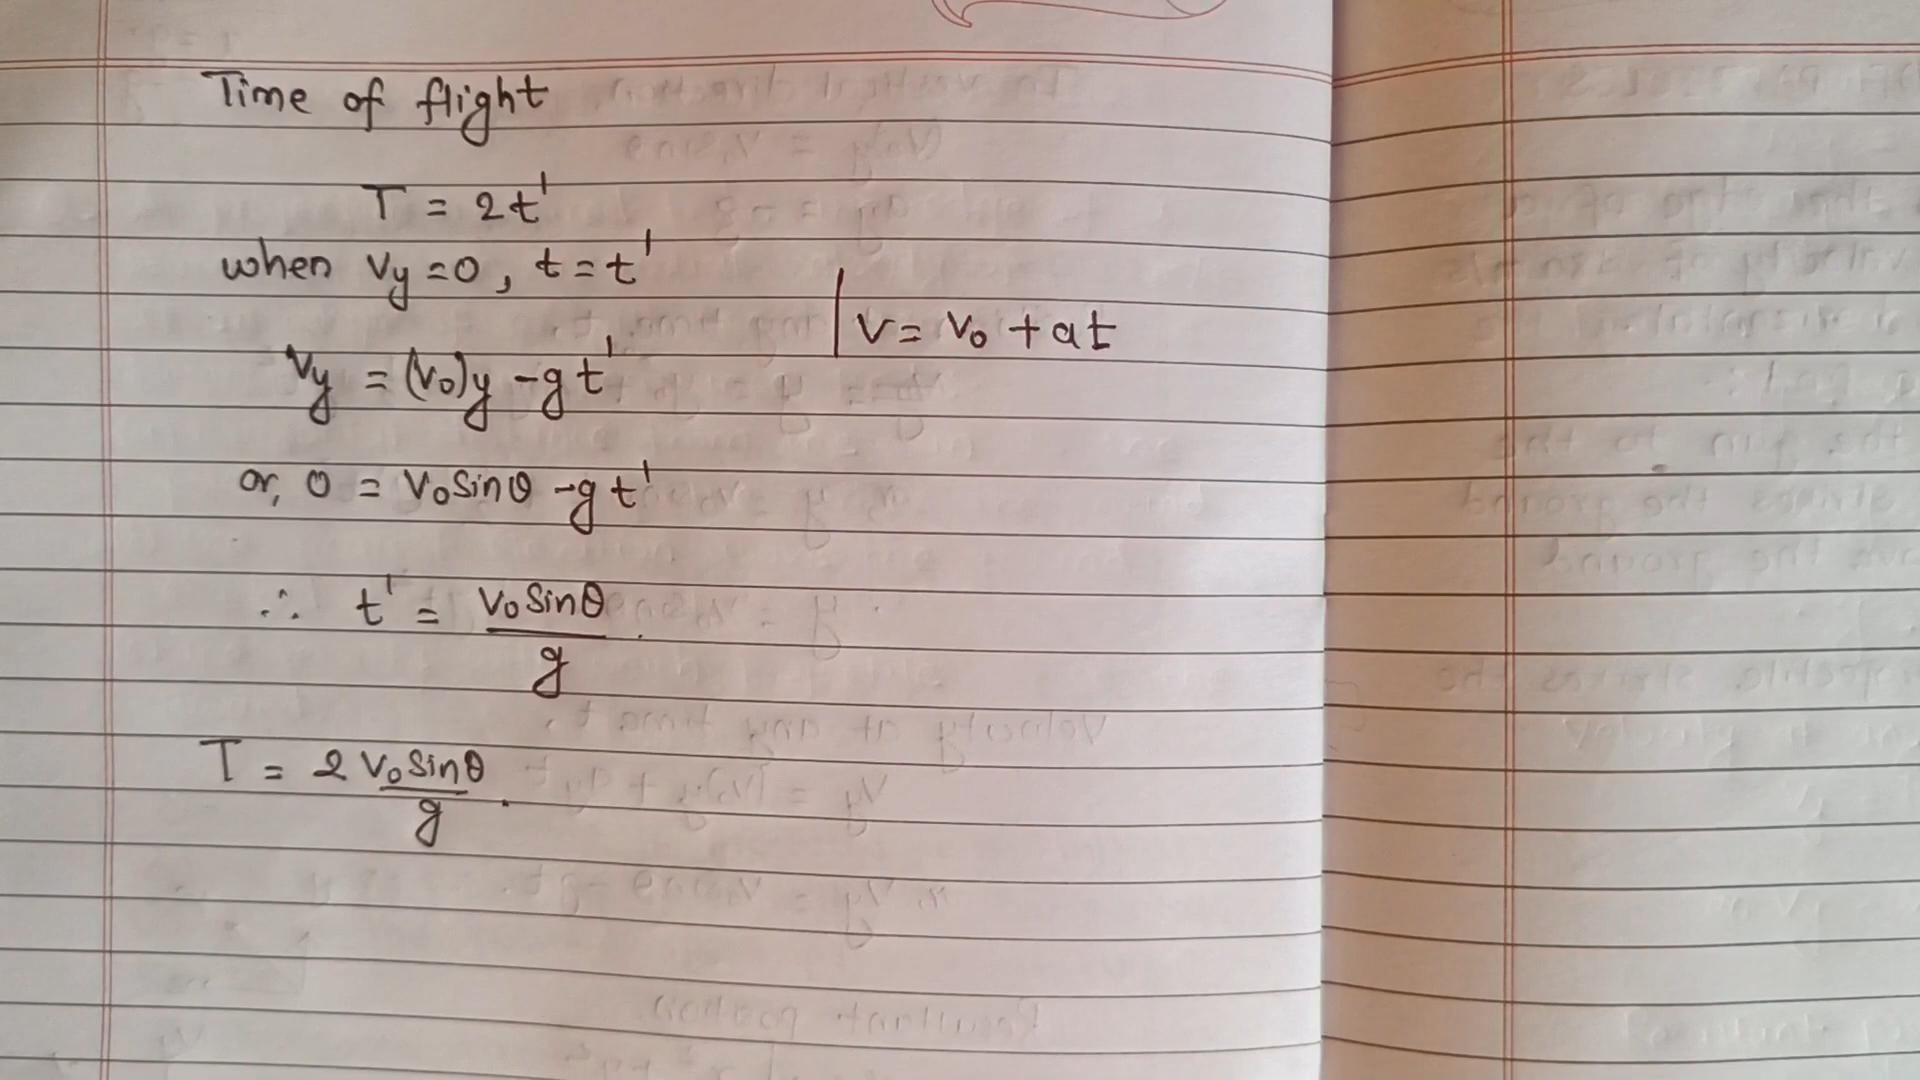 Time of flight
T = 2t'
when Vy = 0, t = t'
V = V₀ + at
Vy = (V₀)y - gt'
or, 0 = V₀ Sinθ - gt'
∴ t' = V₀ Sinθ / g.
T = 2 V₀ Sinθ / g.